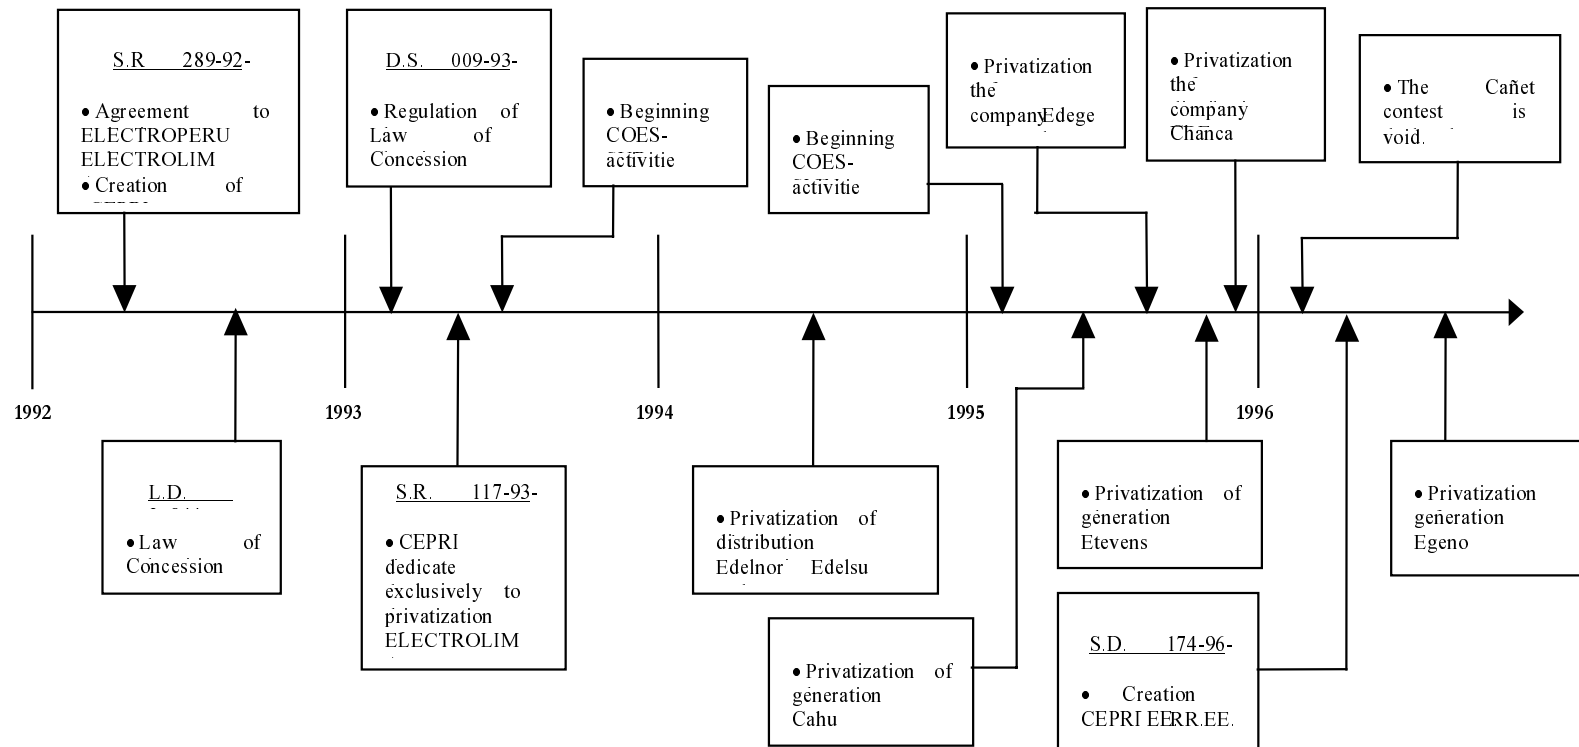 S.R 289-92-
• Agreement to
ELECTROPERU
ELECTROLIM
• Creation of
D.S. 009-93-
• Regulation of
Law of
Concession
• Beginning
COES-
activitie
• Beginning
COES-
activitie
• Privatization
the
company Edege
• Privatization
the
company
Chanca
• The Cañet
contest is
void.
1992
1993
1994
1995
1996
L.D.
• Law of
Concession
S.R. 117-93-
• CEPRI
dedicate
exclusively to
privatization
ELECTROLIM
• Privatization of
distribution
Edelnor Edelsu
• Privatization of
generation
Cahu
• Privatization of
generation
Etevens
S.D. 174-96-
• Creation
CEPRI EERR.EE.
• Privatization
generation
Egeno